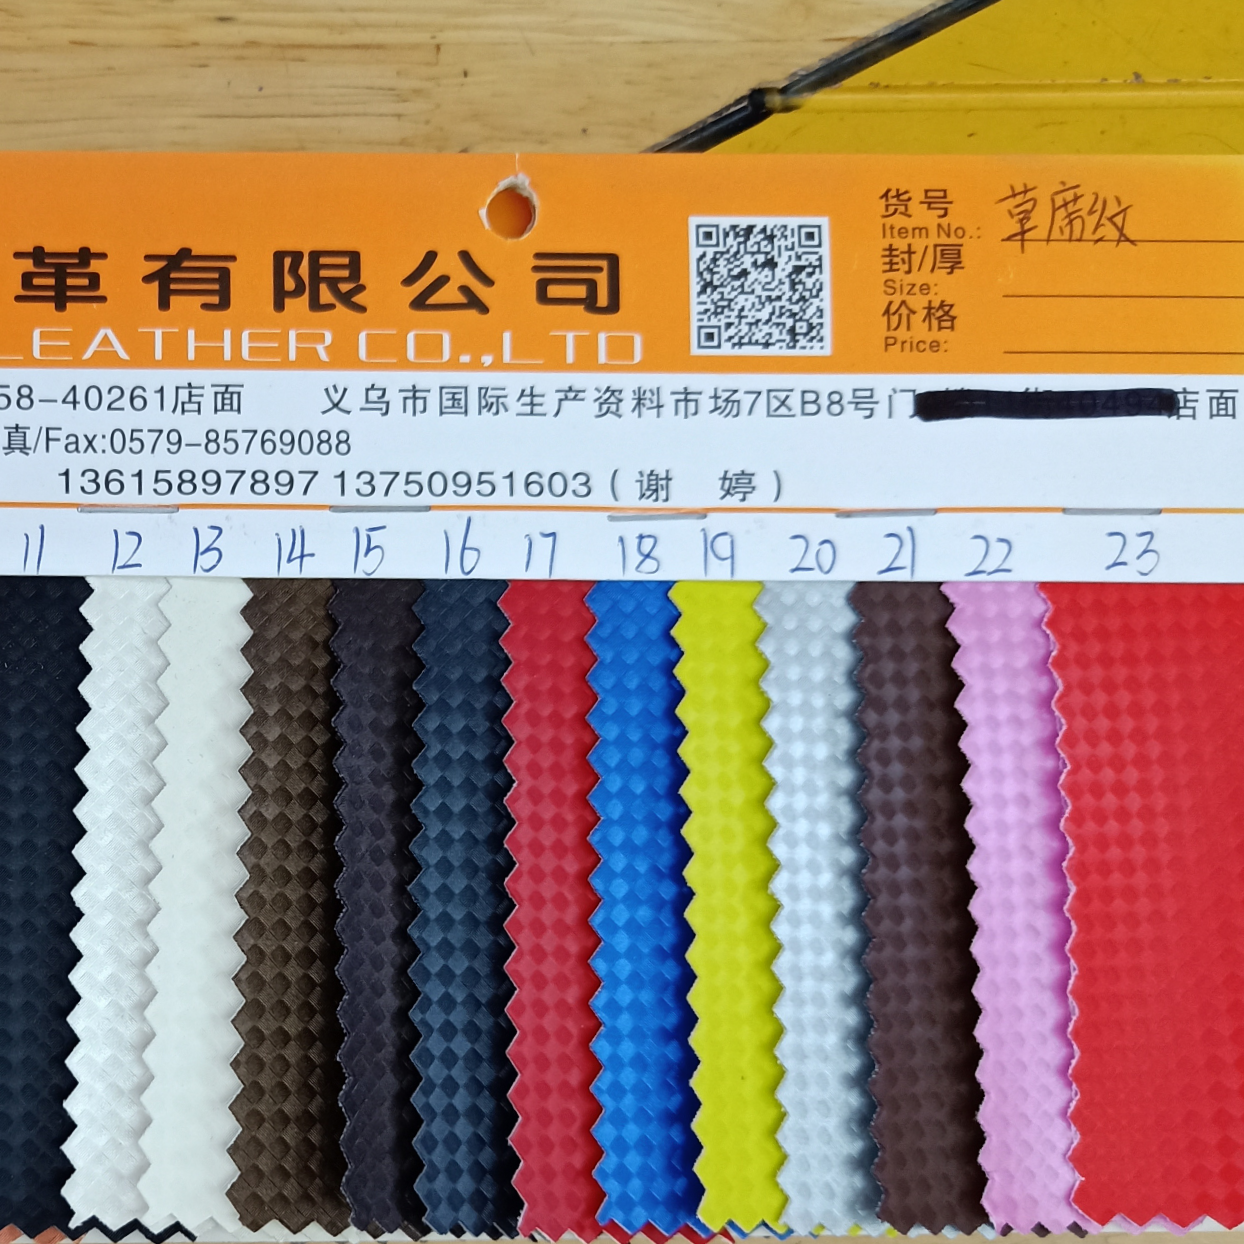 革有限公司
LEATHER CO.,LTD
货号
Item No.:
草席纹
封/厚
Size:
价格
Price:
58-40261店面 义乌市国际生产资料市场7区B8号门 店面
真/Fax:0579-85769088
13615897897 13750951603(谢 婷)
11 12 13 14 15 16 17 18 19 20 21 22 23